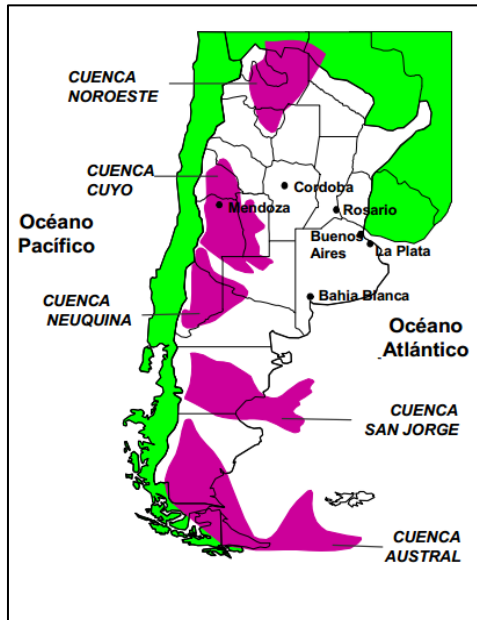 CUENCA
NOROESTE
CUENCA
CUYO
Cordoba
Mendoza
Rosario
Océano
Pacífico
Buenos
Aires
La Plata
CUENCA
NEUQUINA
Bahia Blanca
Océano
Atlántico
CUENCA
SAN JORGE
CUENCA
AUSTRAL